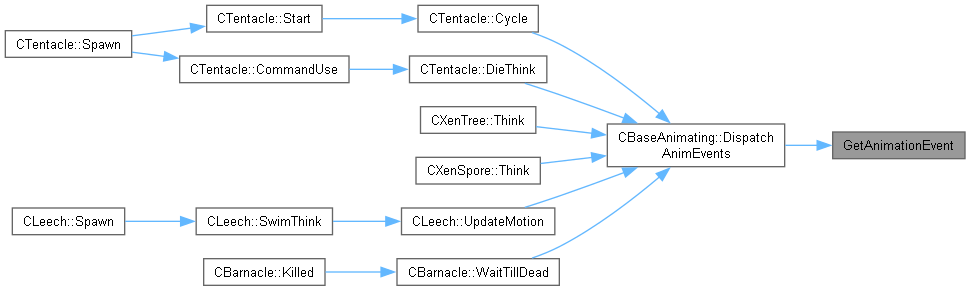 CTentacle::Start
CTentacle::Cycle
CTentacle::Spawn
CTentacle::CommandUse
CTentacle::DieThink
CXenTree::Think
CBaseAnimating::Dispatch
AnimEvents
GetAnimationEvent
CXenSpore::Think
CLeech::Spawn
CLeech::SwimThink
CLeech::UpdateMotion
CBarnacle::Killed
CBarnacle::WaitTillDead